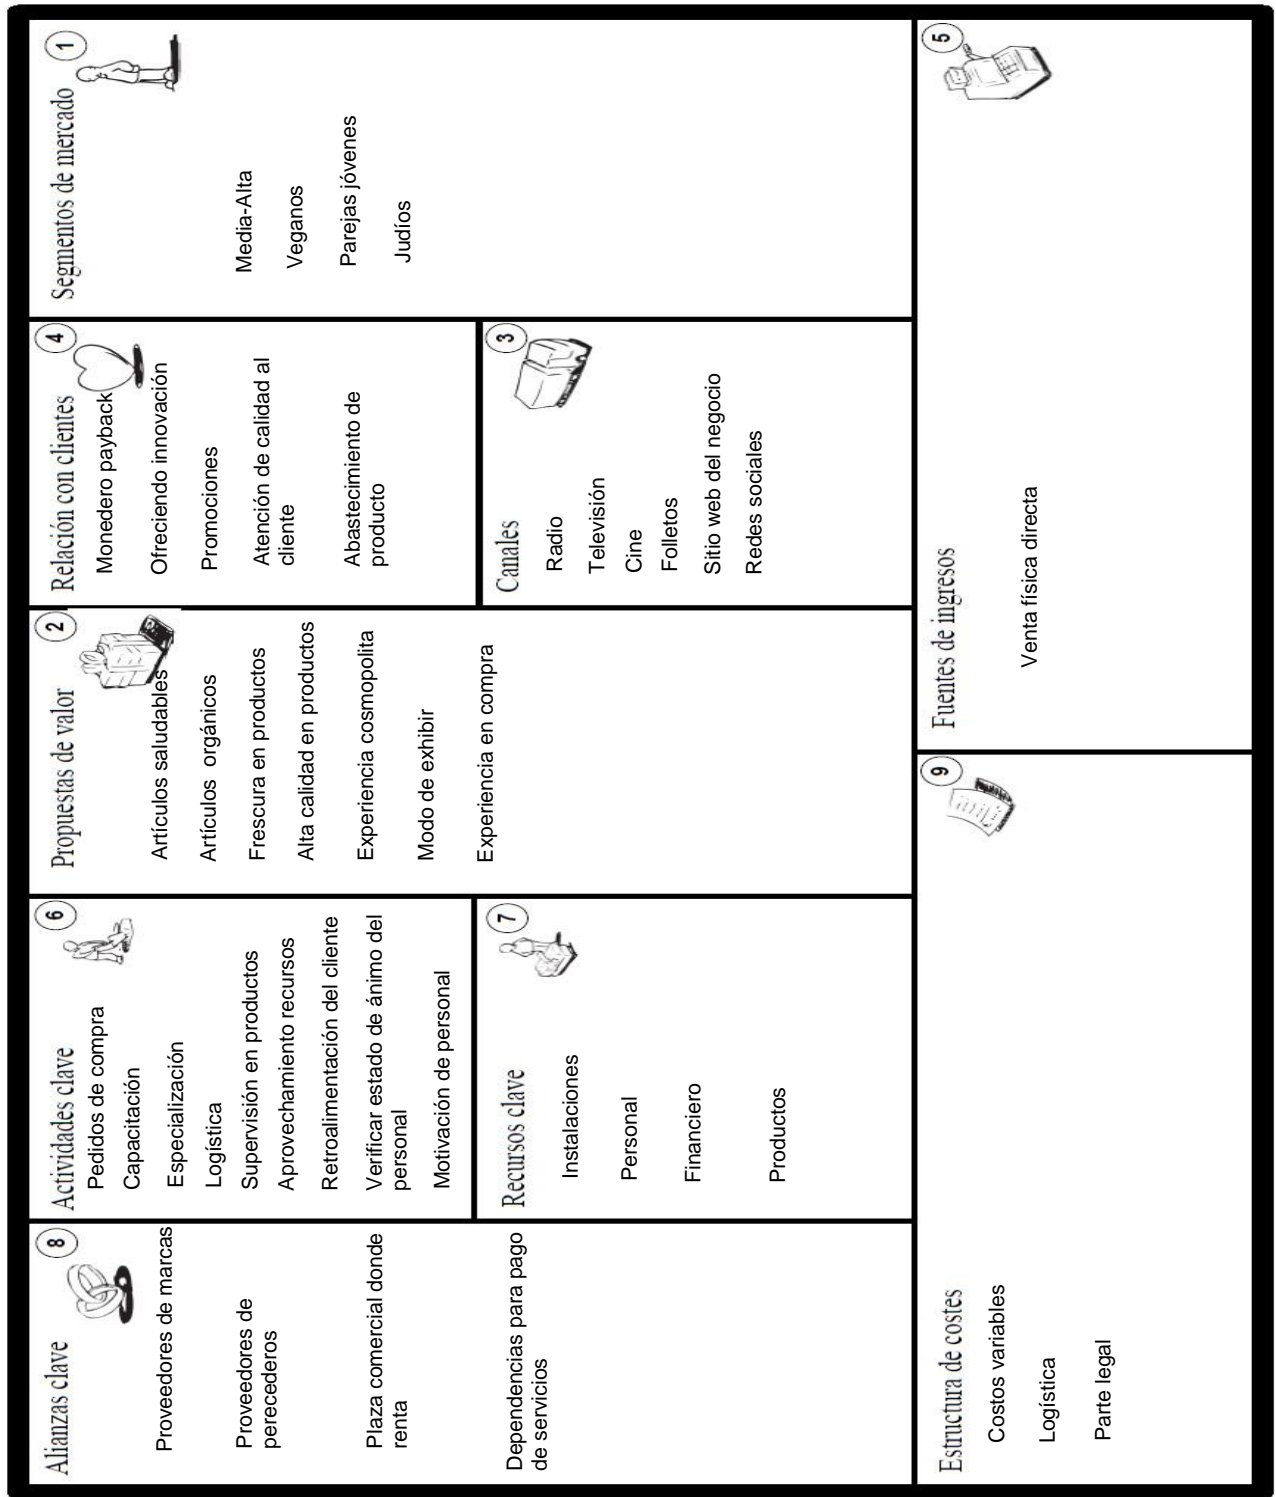 Alianzas clave
8
Proveedores de marcas
Proveedores de
perecederos
Plaza comercial donde
renta
Dependencias para pago
de servicios
Actividades clave
6
Pedidos de compra
Capacitación
Especialización
Logística
Supervisión en productos
Aprovechamiento recursos
Retroalimentación del cliente
Verificar estado de ánimo del
personal
Motivación de personal
Recursos clave
7
Instalaciones
Personal
Financiero
Productos
Propuestas de valor
2
Artículos saludables
Artículos orgánicos
Frescura en productos
Alta calidad en productos
Experiencia cosmopolita
Modo de exhibir
Experiencia en compra
Relación con clientes
4
Monedero payback
Ofreciendo innovación
Promociones
Atención de calidad al
cliente
Abastecimiento de
producto
Canales
3
Radio
Televisión
Cine
Folletos
Sitio web del negocio
Redes sociales
Segmentos de mercado
1
Media-Alta
Veganos
Parejas jóvenes
Judíos
Estructura de costes
9
Costos variables
Logística
Parte legal
Fuentes de ingresos
5
Venta física directa